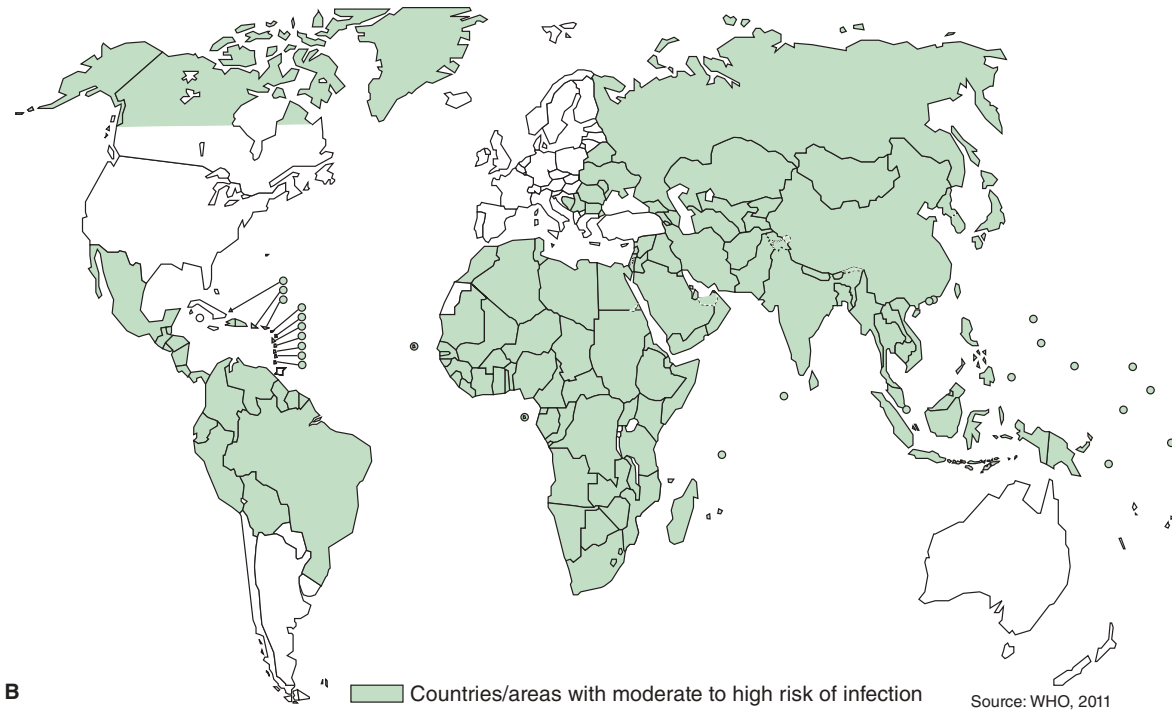 B
Countries/areas with moderate to high risk of infection
Source: WHO, 2011